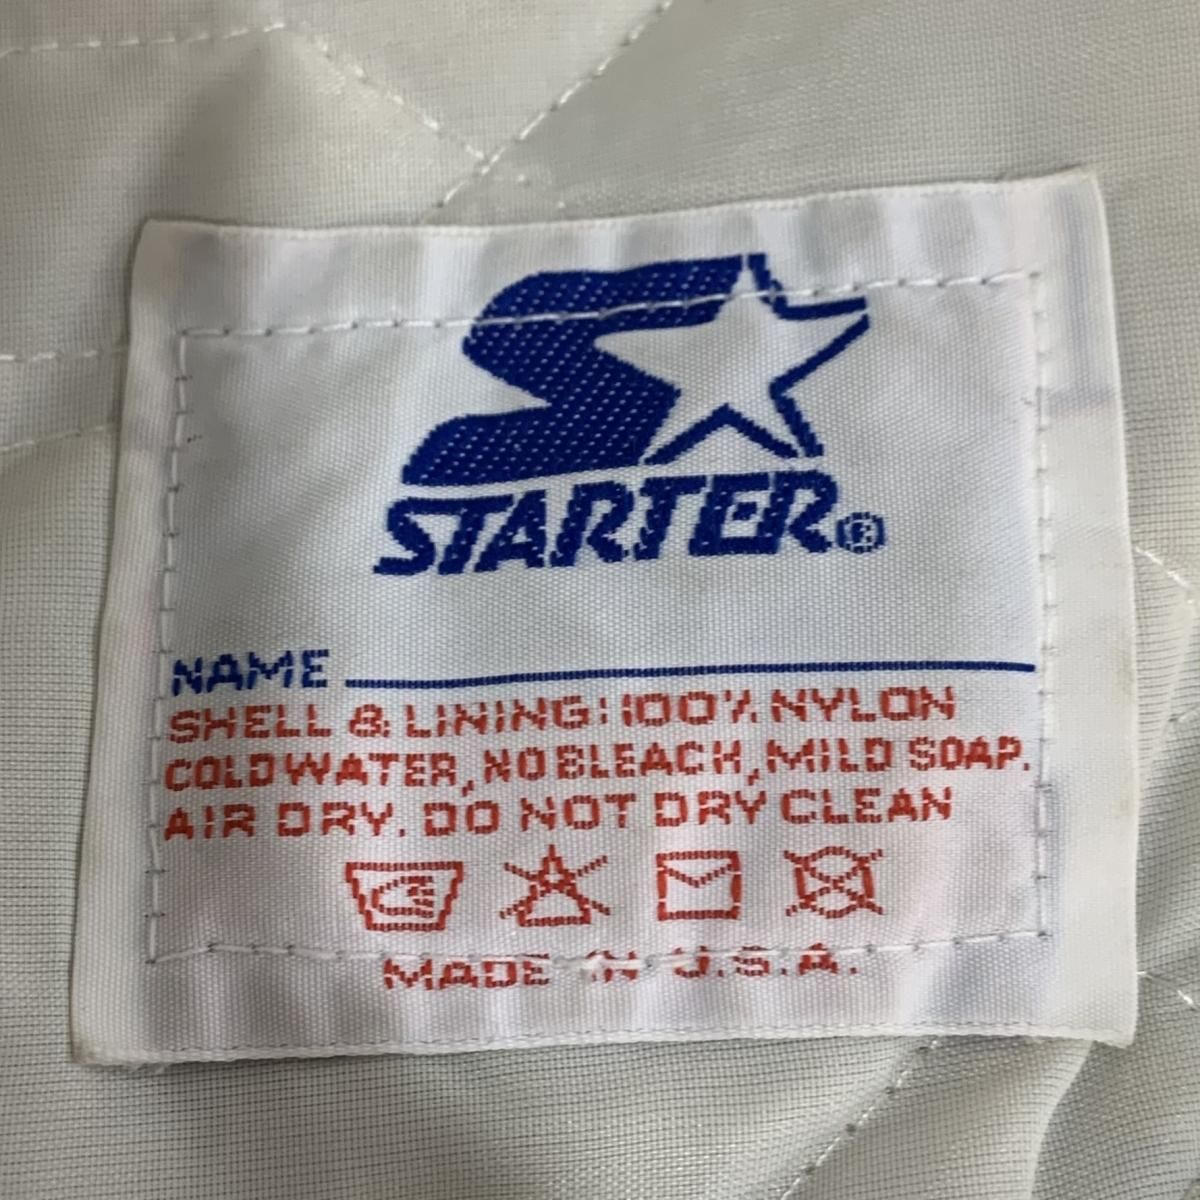 STARTER®
NAME
SHELL & LINING: 100% NYLON
COLD WATER, NO BLEACH, MILD SOAP.
AIR DRY. DO NOT DRY CLEAN
MADE IN U.S.A.